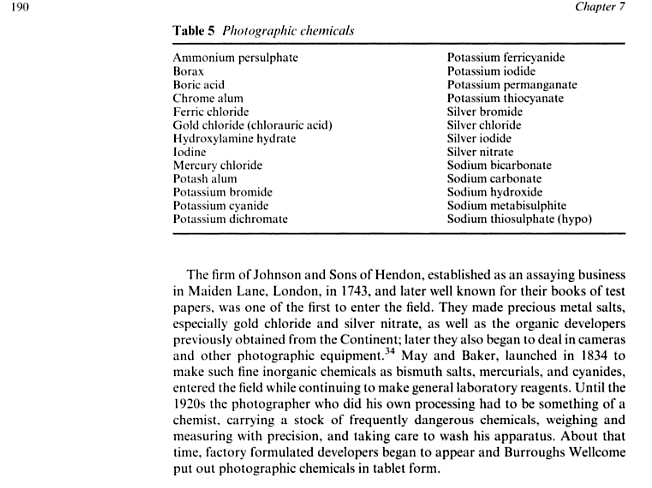 190
Chapter 7
Table 5 Photographic chemicals
Ammonium persulphate
Borax
Boric acid
Chrome alum
Ferric chloride
Gold chloride (chlorauric acid)
Hydroxylamine hydrate
Iodine
Mercury chloride
Potash alum
Potassium bromide
Potassium cyanide
Potassium dichromate
Potassium ferricyanide
Potassium iodide
Potassium permanganate
Potassium thiocyanate
Silver bromide
Silver chloride
Silver iodide
Silver nitrate
Sodium bicarbonate
Sodium carbonate
Sodium hydroxide
Sodium metabisulphite
Sodium thiosulphate (hypo)
The firm of Johnson and Sons of Hendon, established as an assaying business
in Maiden Lane, London, in 1743, and later well known for their books of test
papers, was one of the first to enter the field. They made precious metal salts,
especially gold chloride and silver nitrate, as well as the organic developers
previously obtained from the Continent; later they also began to deal in cameras
and other photographic equipment.34 May and Baker, launched in 1834 to
make such fine inorganic chemicals as bismuth salts, mercurials, and cyanides,
entered the field while continuing to make general laboratory reagents. Until the
1920s the photographer who did his own processing had to be something of a
chemist, carrying a stock of frequently dangerous chemicals, weighing and
measuring with precision, and taking care to wash his apparatus. About that
time, factory formulated developers began to appear and Burroughs Wellcome
put out photographic chemicals in tablet form.